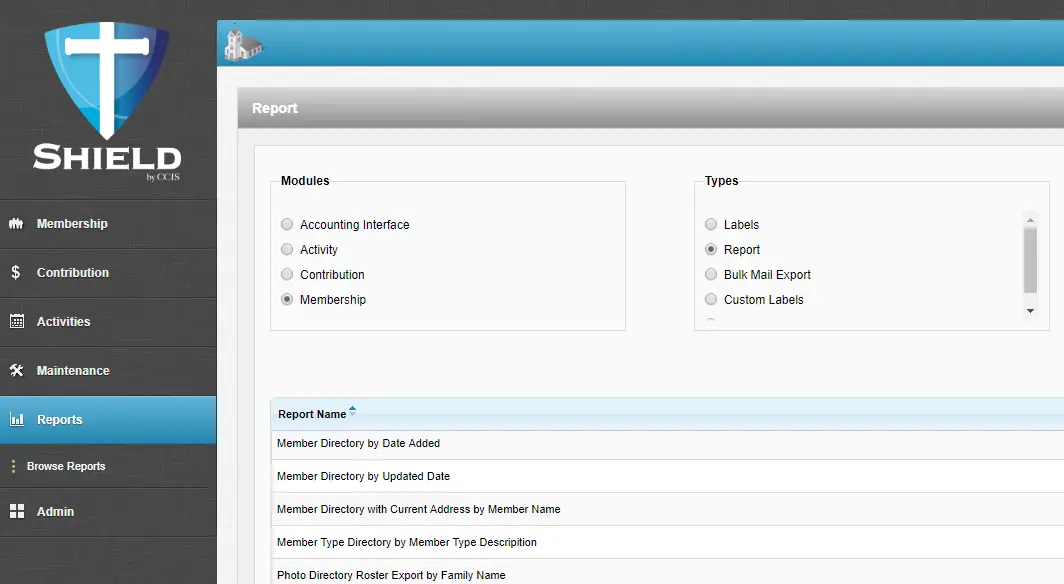 SHIELD
by CCIS
Membership
Contribution
Activities
Maintenance
Reports
Browse Reports
Admin
Report
Modules
Accounting Interface
Activity
Contribution
Membership
Types
Labels
Report
Bulk Mail Export
Custom Labels
Report Name
Member Directory by Date Added
Member Directory by Updated Date
Member Directory with Current Address by Member Name
Member Type Directory by Member Type Descripition
Photo Directory Roster Export by Family Name